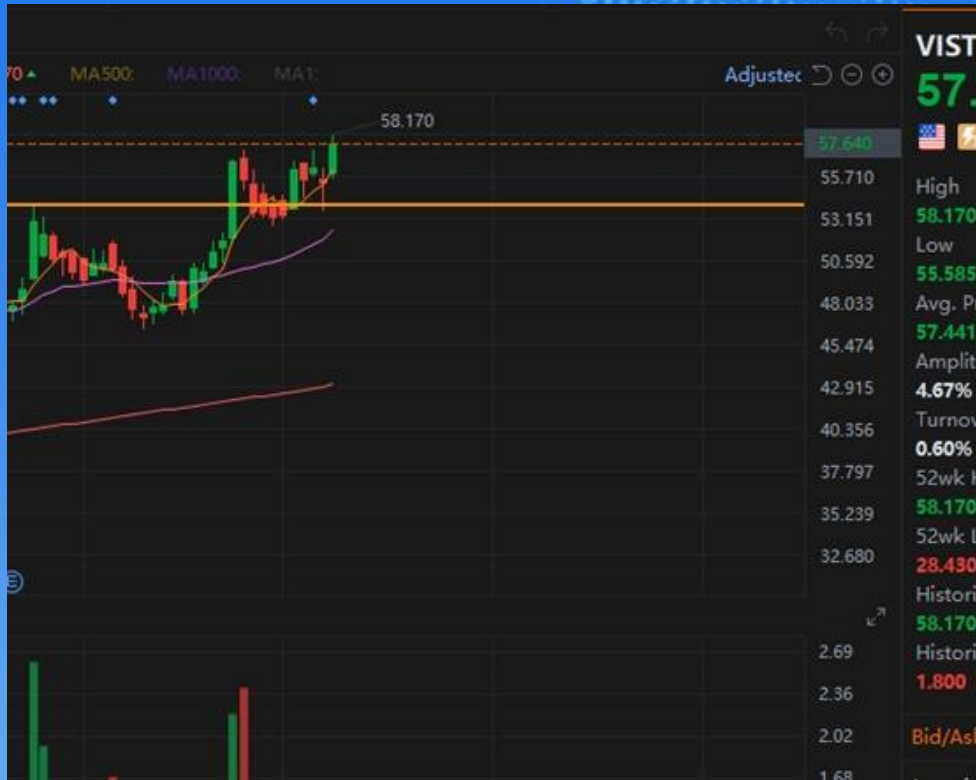 70
MA500:
MA1000:
MA1:
Adjusted
58.170
57.640
55.710
53.151
50.592
48.033
45.474
42.915
40.356
37.797
35.239
32.680
E
2.69
2.36
2.02
1.68
VIST
57.
High
58.170
Low
55.585
Avg. P
57.441
Amplit
4.67%
Turnov
0.60%
52wk H
58.170
52wk L
28.430
Histori
58.170
Histori
1.800
Bid/Ask